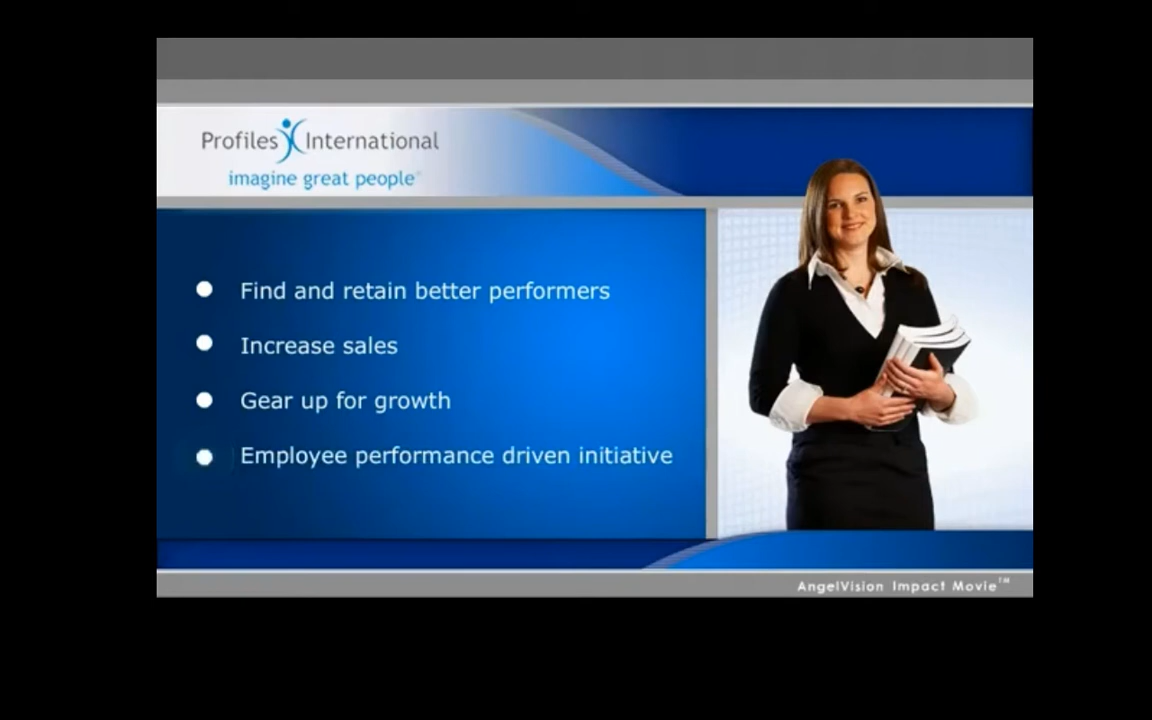 Profiles International
imagine great people®
Find and retain better performers
Increase sales
Gear up for growth
Employee performance driven initiative
AngelVision Impact Movie™